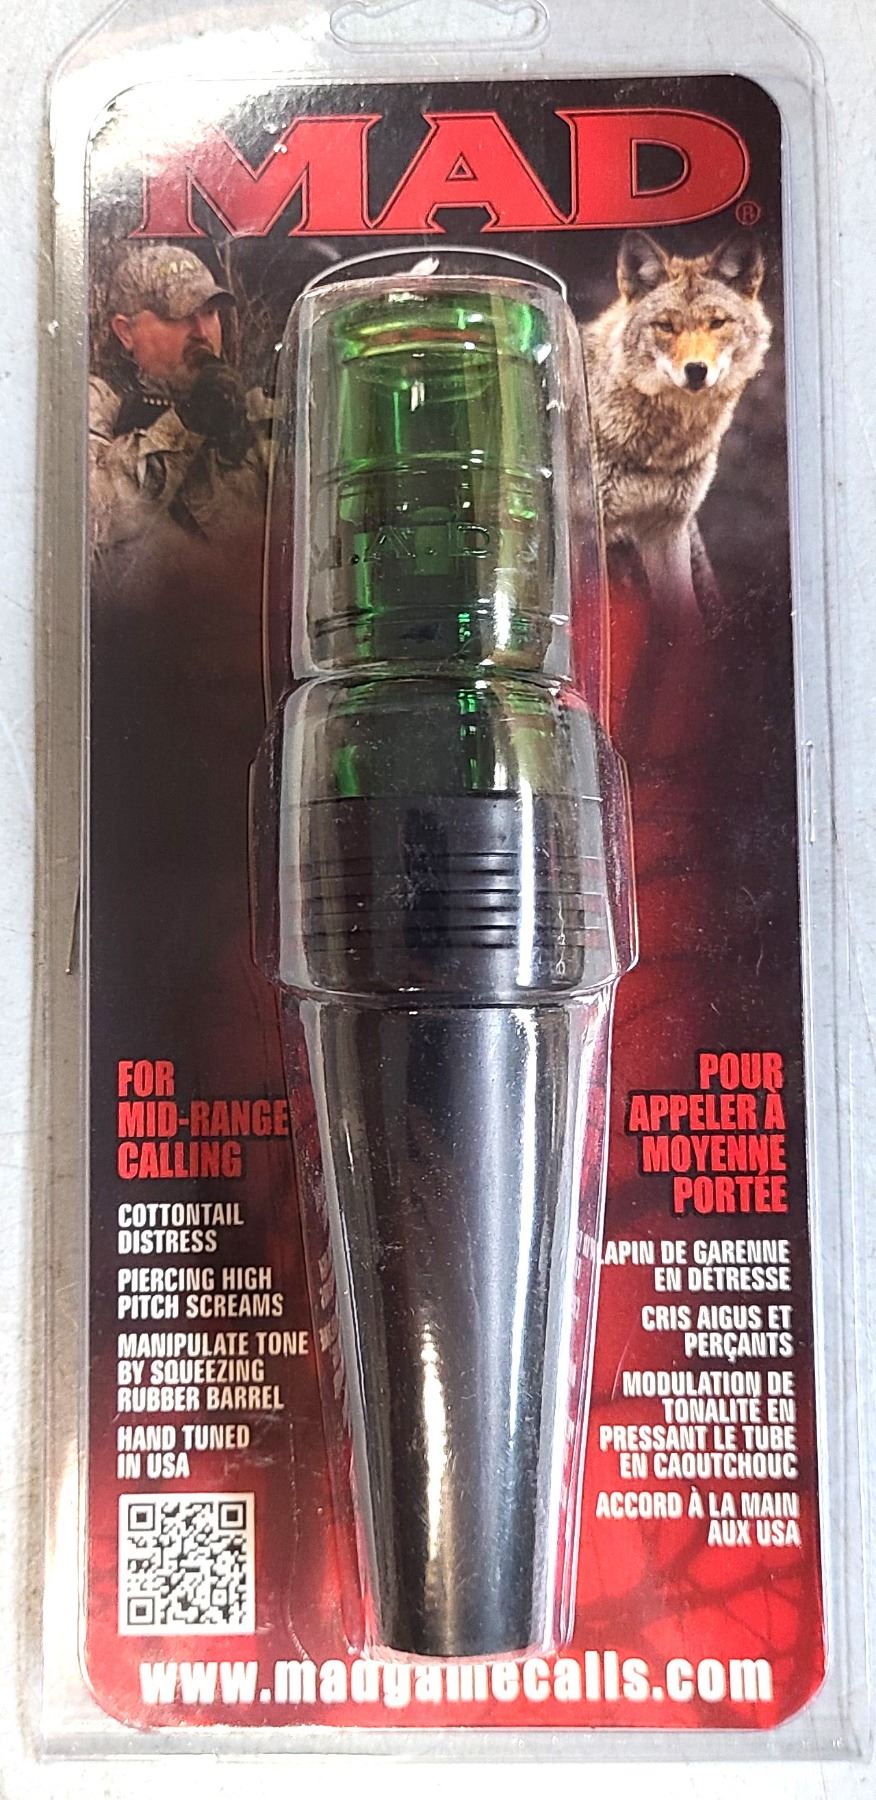 MAD®
M.A.D
FOR
MID-RANGE
CALLING
COTTONTAIL
DISTRESS
PIERCING HIGH
PITCH SCREAMS
MANIPULATE TONE
BY SQUEEZING
RUBBER BARREL
HAND TUNED
IN USA
POUR
APPELER À
MOYENNE
PORTÉE
LAPIN DE GARENNE
EN DÉTRESSE
CRIS AIGUS ET
PERÇANTS
MODULATION DE
TONALITÉ EN
PRESSANT LE TUBE
EN CAOUTCHOUC
ACCORD À LA MAIN
AUX USA
www.madgamecalls.com